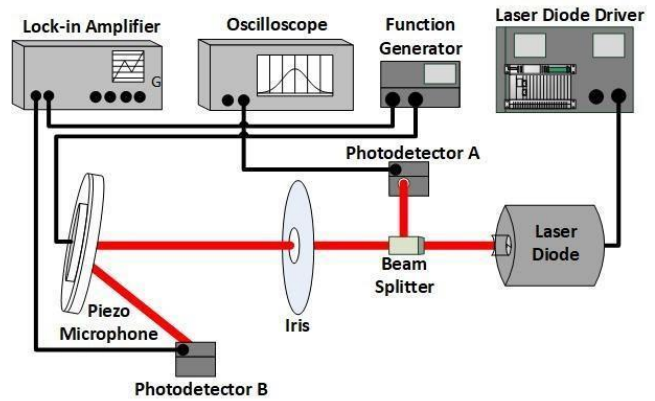 Lock-in Amplifier
Oscilloscope
Function
Generator
Laser Diode Driver
G
Photodetector A
Laser
Diode
Beam
Splitter
Piezo
Microphone
Iris
Photodetector B